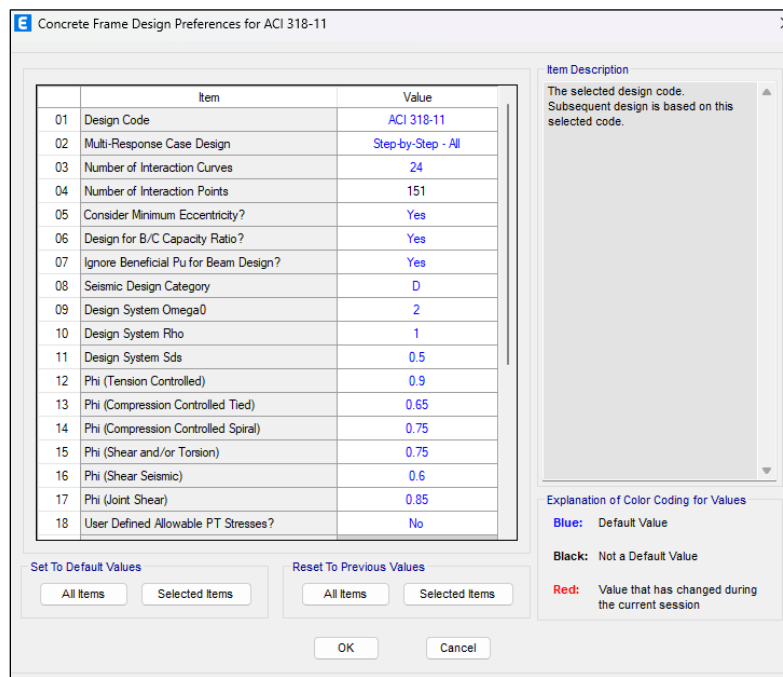 E Concrete Frame Design Preferences for ACI 318-11
Item Value
01 Design Code ACI 318-11
02 Multi-Response Case Design Step-by-Step - All
03 Number of Interaction Curves 24
04 Number of Interaction Points 151
05 Consider Minimum Eccentricity? Yes
06 Design for B/C Capacity Ratio? Yes
07 Ignore Beneficial Pu for Beam Design? Yes
08 Seismic Design Category D
09 Design System Omega0 2
10 Design System Rho 1
11 Design System Sds 0.5
12 Phi (Tension Controlled) 0.9
13 Phi (Compression Controlled Tied) 0.65
14 Phi (Compression Controlled Spiral) 0.75
15 Phi (Shear and/or Torsion) 0.75
16 Phi (Shear Seismic) 0.6
17 Phi (Joint Shear) 0.85
18 User Defined Allowable PT Stresses? No
Set To Default Values
All Items Selected Items
Reset To Previous Values
All Items Selected Items
Item Description
The selected design code.
Subsequent design is based on this
selected code.
Explanation of Color Coding for Values
Blue: Default Value
Black: Not a Default Value
Red: Value that has changed during
the current session
OK Cancel